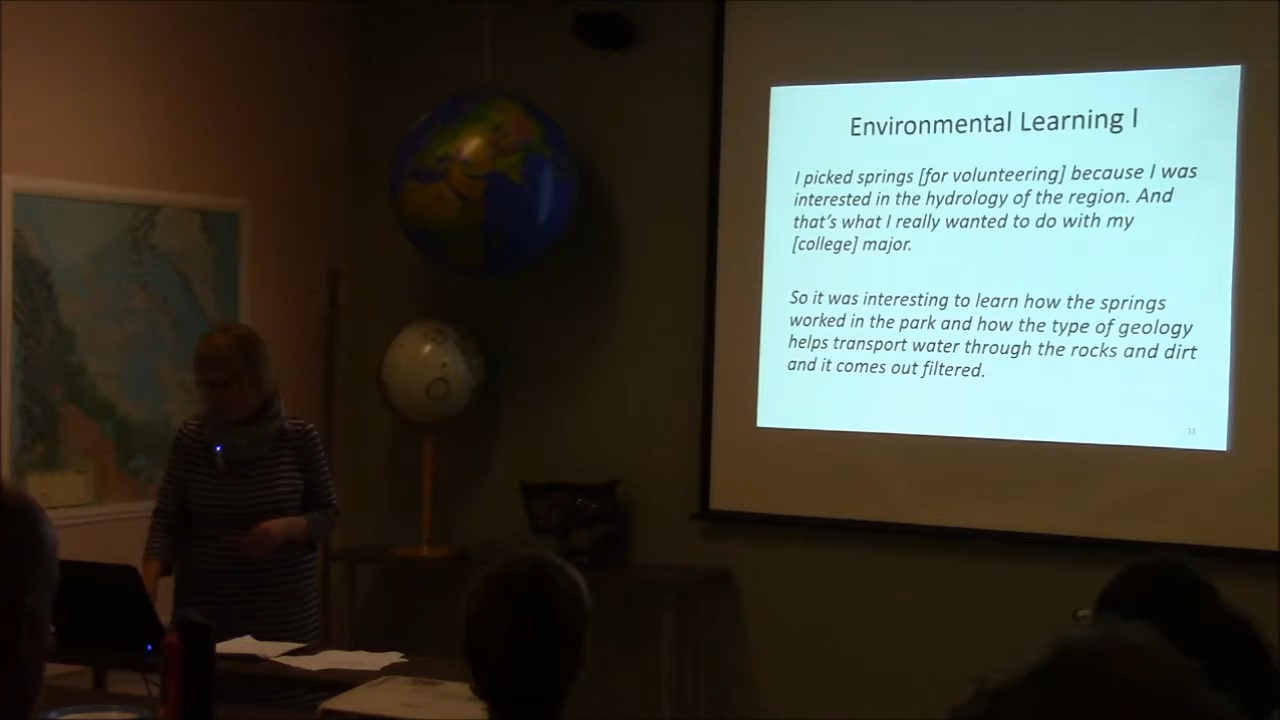 Environmental Learning I
I picked springs [for volunteering] because I was
interested in the hydrology of the region. And
that's what I really wanted to do with my
[college] major.
So it was interesting to learn how the springs
worked in the park and how the type of geology
helps transport water through the rocks and dirt
and it comes out filtered.
33